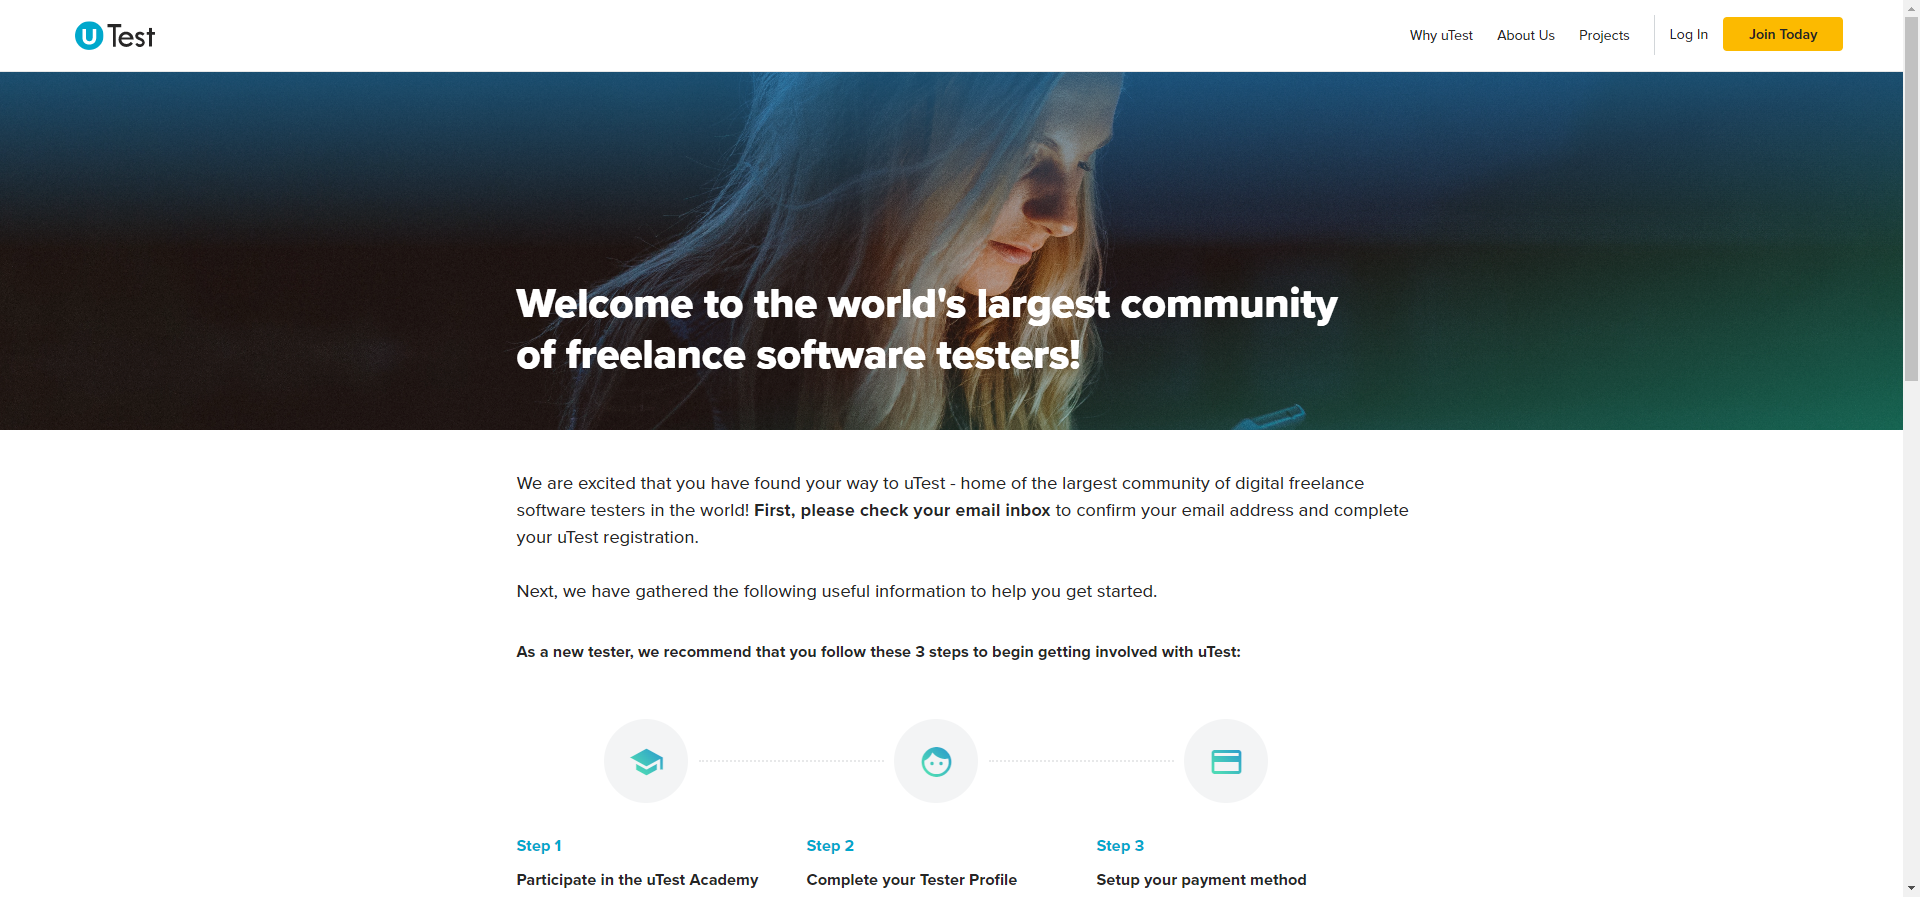 uTest
Why uTest
About Us
Projects
Log In
Join Today
Welcome to the world's largest community
of freelance software testers!
We are excited that you have found your way to uTest - home of the largest community of digital freelance
software testers in the world! First, please check your email inbox to confirm your email address and complete
your uTest registration.
Next, we have gathered the following useful information to help you get started.
As a new tester, we recommend that you follow these 3 steps to begin getting involved with uTest:
Step 1
Participate in the uTest Academy
Step 2
Complete your Tester Profile
Step 3
Setup your payment method